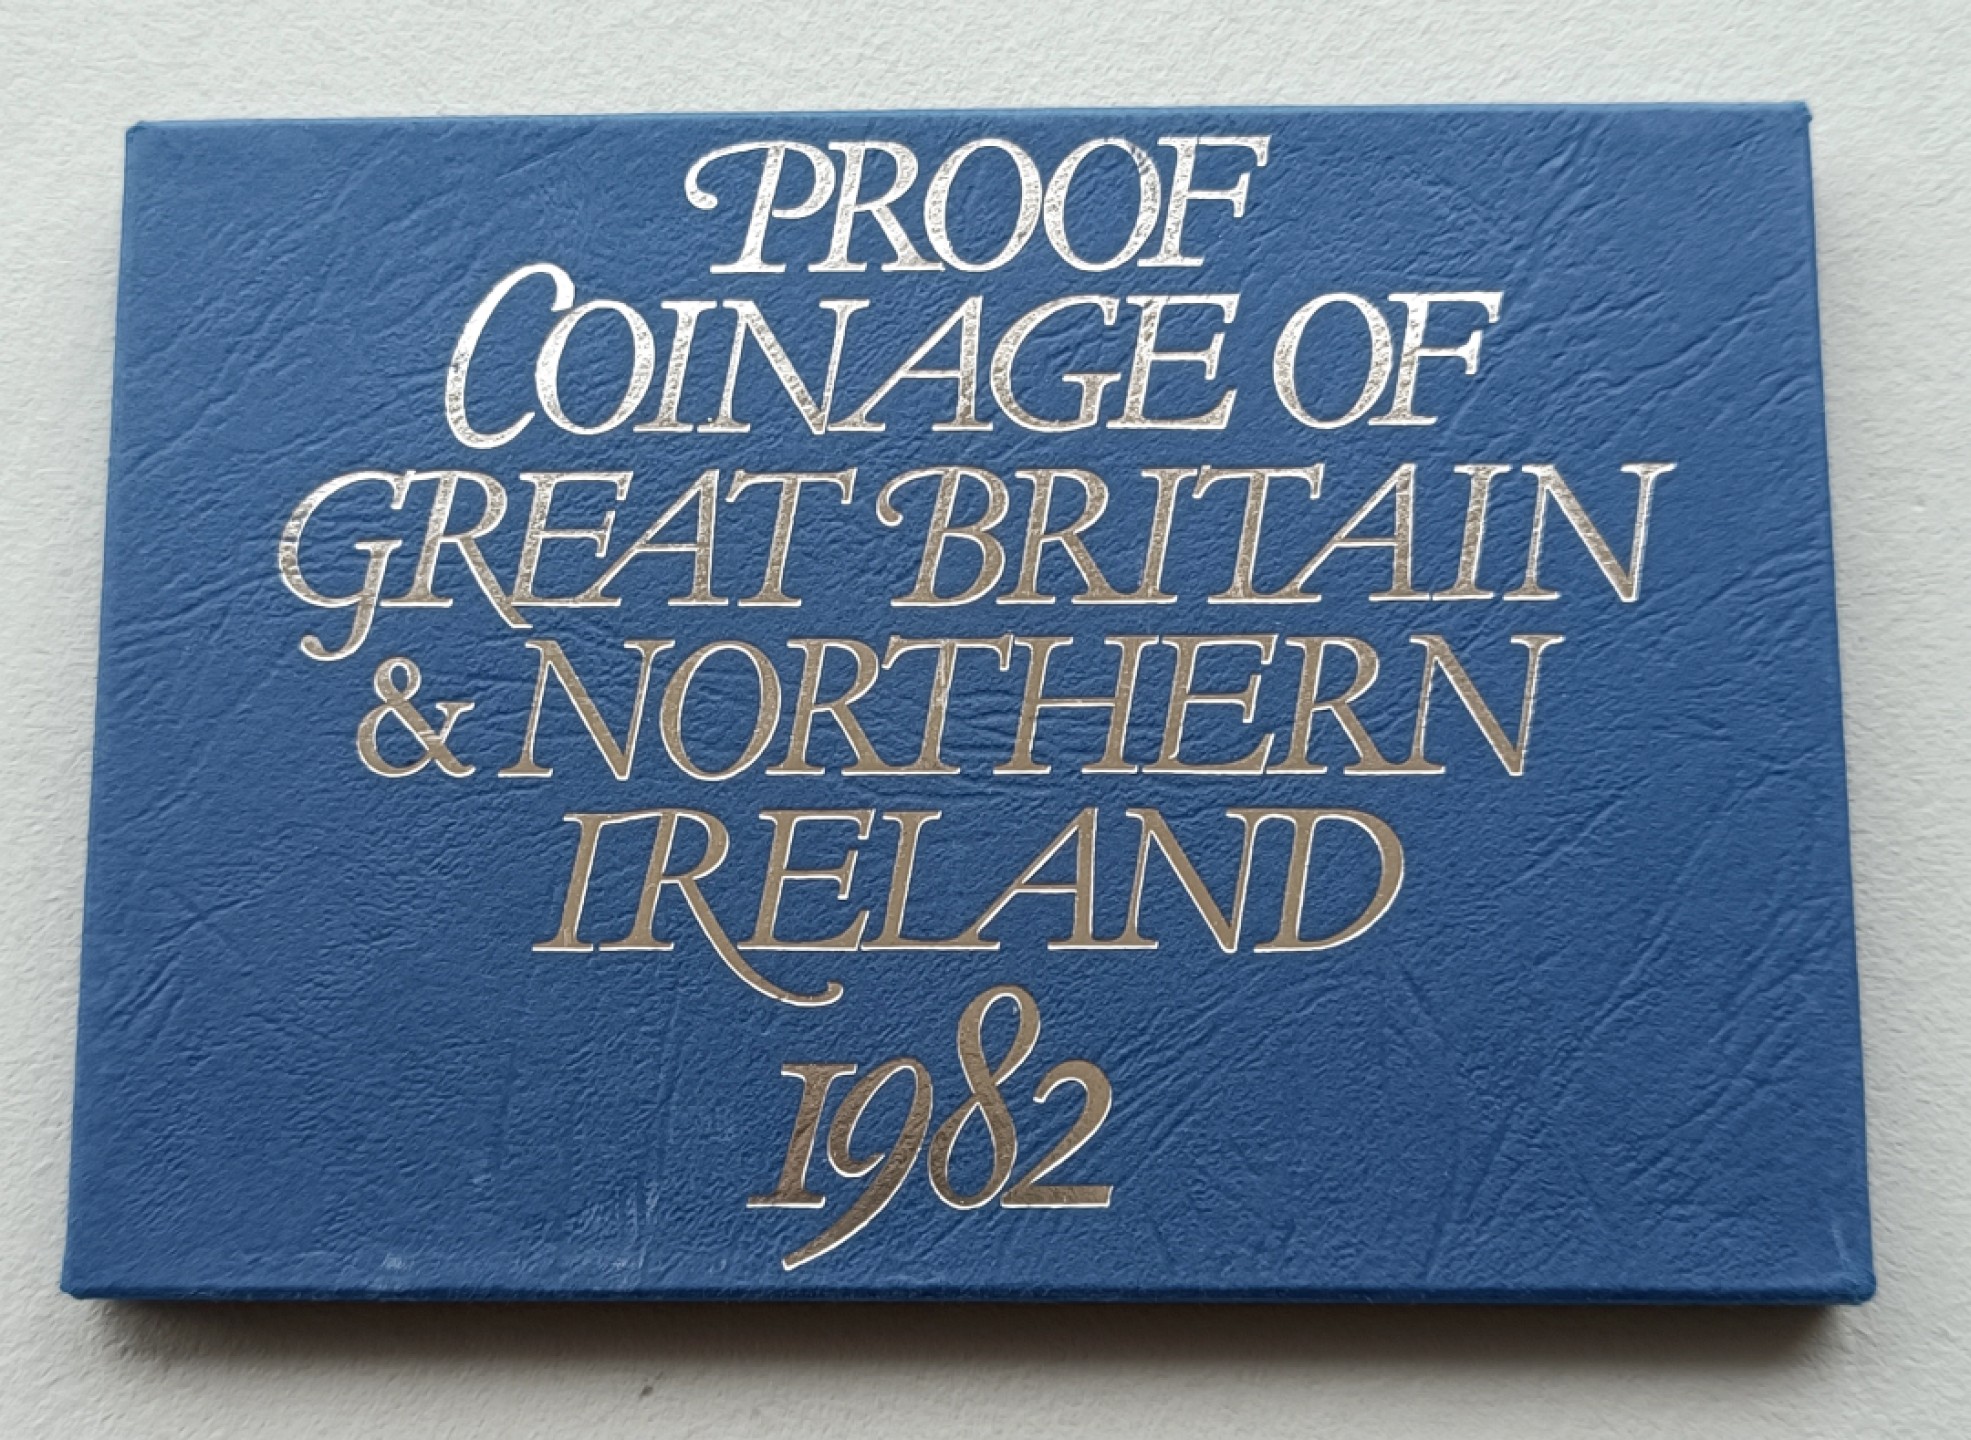 PROOF
COINAGE OF
GREAT BRITAIN
& NORTHERN
IRELAND
1982